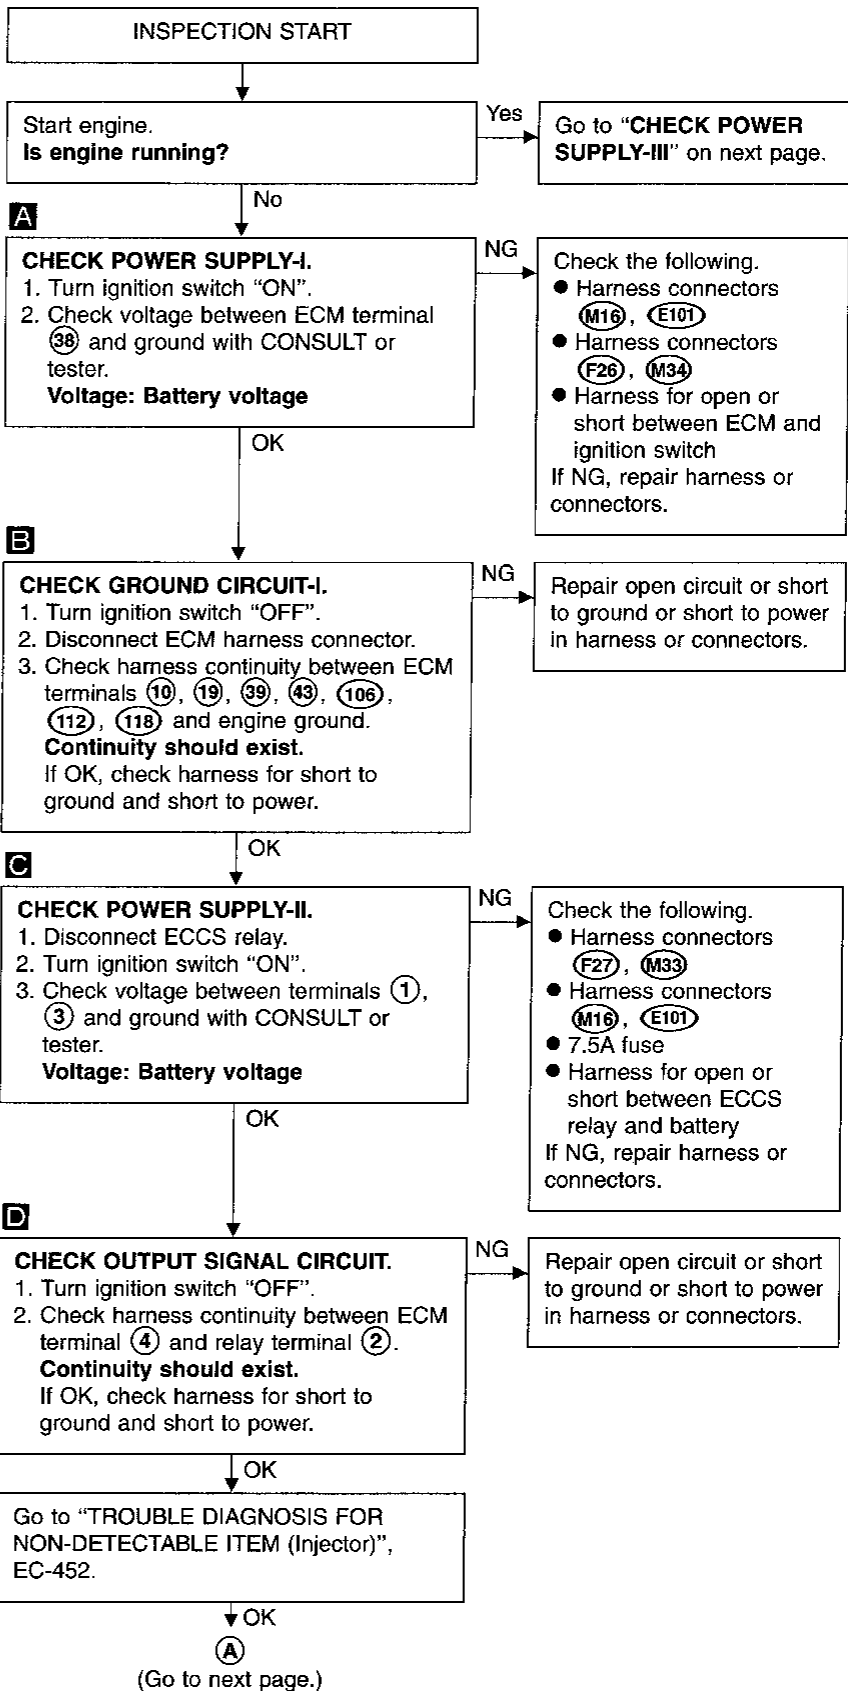 INSPECTION START
Start engine.
Is engine running?
Yes
Go to “CHECK POWER
SUPPLY-III” on next page.
No
A
CHECK POWER SUPPLY-I.
1. Turn ignition switch “ON”.
2. Check voltage between ECM terminal
38 and ground with CONSULT or
tester.
Voltage: Battery voltage
NG
Check the following.
● Harness connectors
M16, E101
● Harness connectors
F26, M34
● Harness for open or
short between ECM and
ignition switch
If NG, repair harness or
connectors.
OK
B
CHECK GROUND CIRCUIT-I.
1. Turn ignition switch “OFF”.
2. Disconnect ECM harness connector.
3. Check harness continuity between ECM
terminals 10, 19, 39, 43, 106,
112, 118 and engine ground.
Continuity should exist.
If OK, check harness for short to
ground and short to power.
NG
Repair open circuit or short
to ground or short to power
in harness or connectors.
OK
C
CHECK POWER SUPPLY-II.
1. Disconnect ECCS relay.
2. Turn ignition switch “ON”.
3. Check voltage between terminals 1,
3 and ground with CONSULT or
tester.
Voltage: Battery voltage
NG
Check the following.
● Harness connectors
F27, M33
● Harness connectors
M16, E101
● 7.5A fuse
● Harness for open or
short between ECCS
relay and battery
If NG, repair harness or
connectors.
OK
D
CHECK OUTPUT SIGNAL CIRCUIT.
1. Turn ignition switch “OFF”.
2. Check harness continuity between ECM
terminal 4 and relay terminal 2.
Continuity should exist.
If OK, check harness for short to
ground and short to power.
NG
Repair open circuit or short
to ground or short to power
in harness or connectors.
OK
Go to “TROUBLE DIAGNOSIS FOR
NON-DETECTABLE ITEM (Injector)”,
EC-452.
OK
A
(Go to next page.)